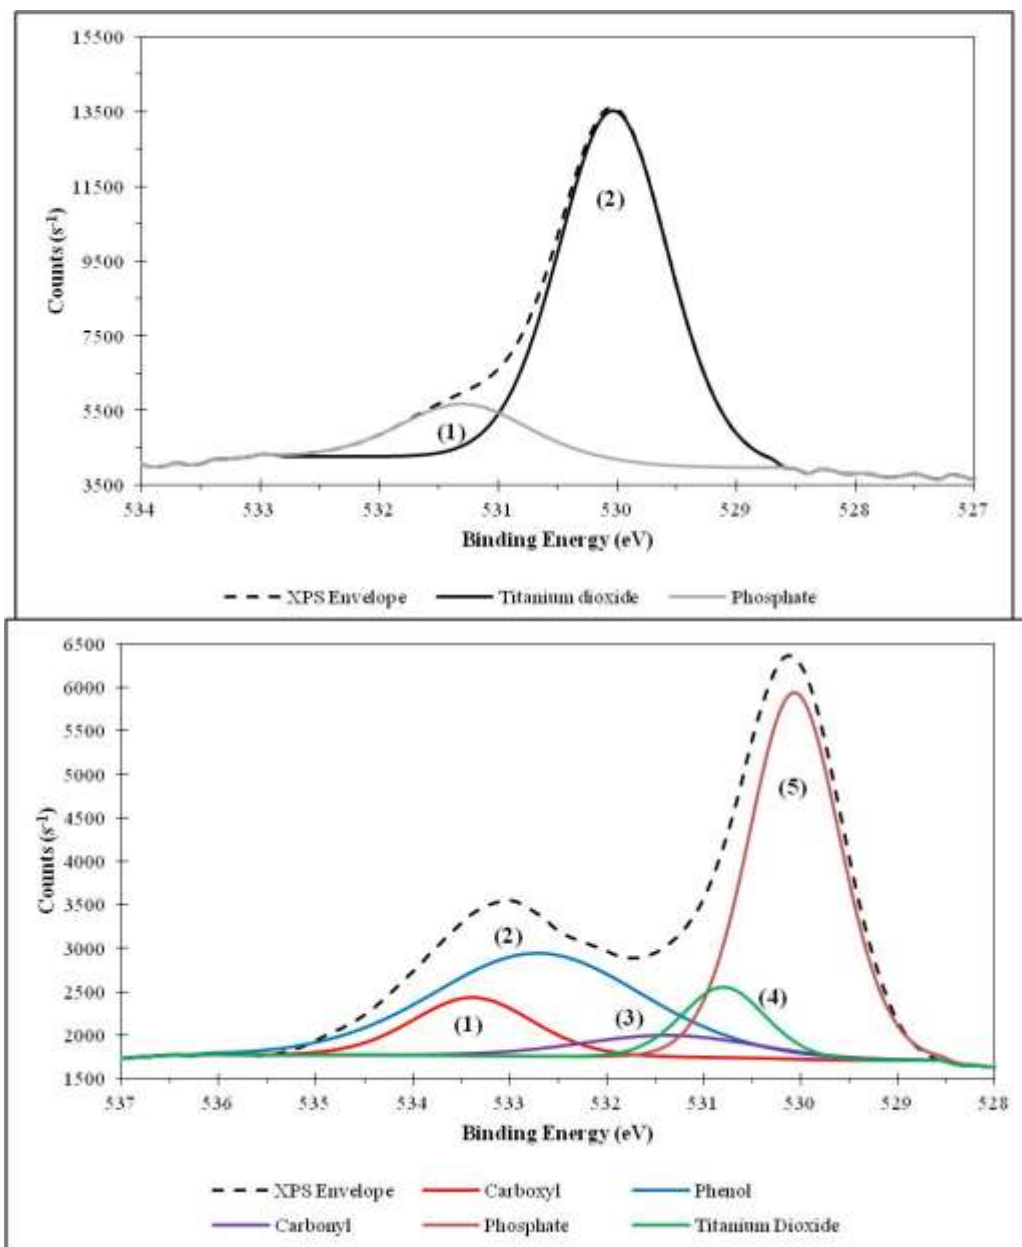 15500
13500
11500
9500
7500
5500
3500
Counts (s-1)
(2)
(1)
534 533 532 531 530 529 528 527
Binding Energy (eV)
XPS Envelope Titanium dioxide Phosphate
6500
6000
5500
5000
4500
4000
3500
3000
2500
2000
1500
Counts (s-1)
(5)
(2)
(4)
(3)
(1)
537 536 535 534 533 532 531 530 529 528
Binding Energy (eV)
XPS Envelope Carboxyl Phenol
Carbonyl Phosphate Titanium Dioxide